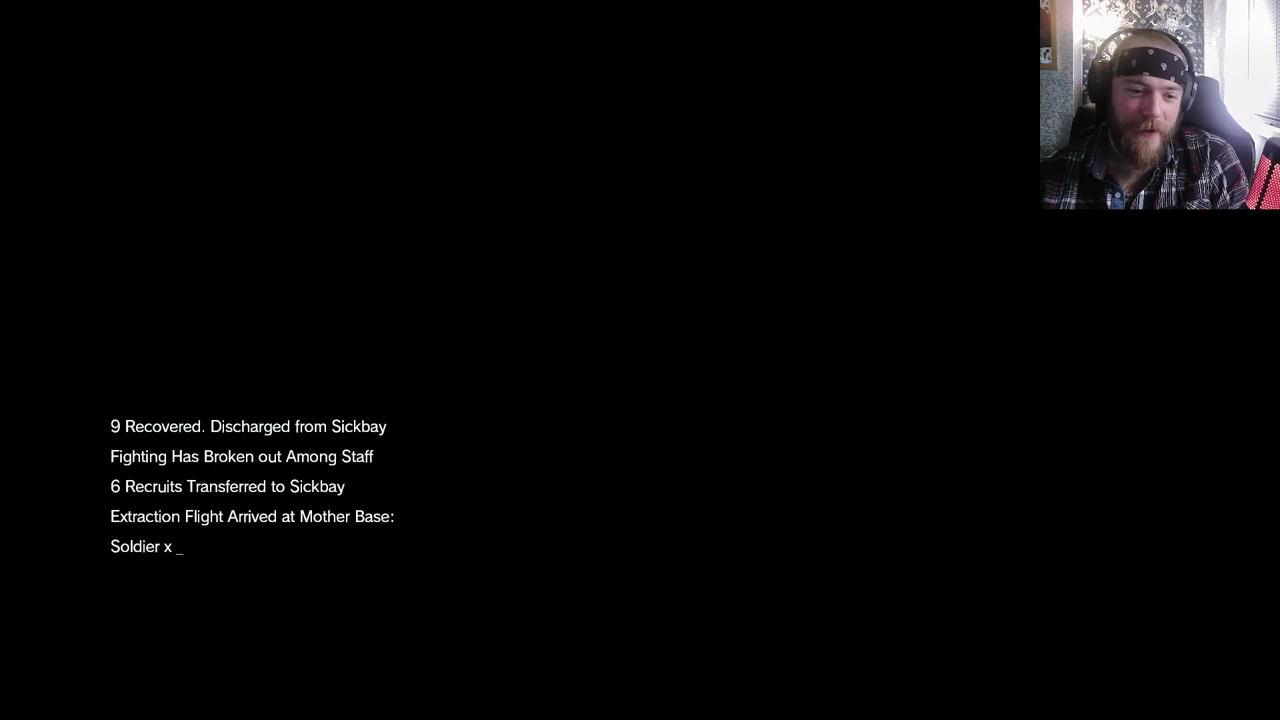 9 Recovered. Discharged from Sickbay
Fighting Has Broken out Among Staff
6 Recruits Transferred to Sickbay
Extraction Flight Arrived at Mother Base:
Soldier x _